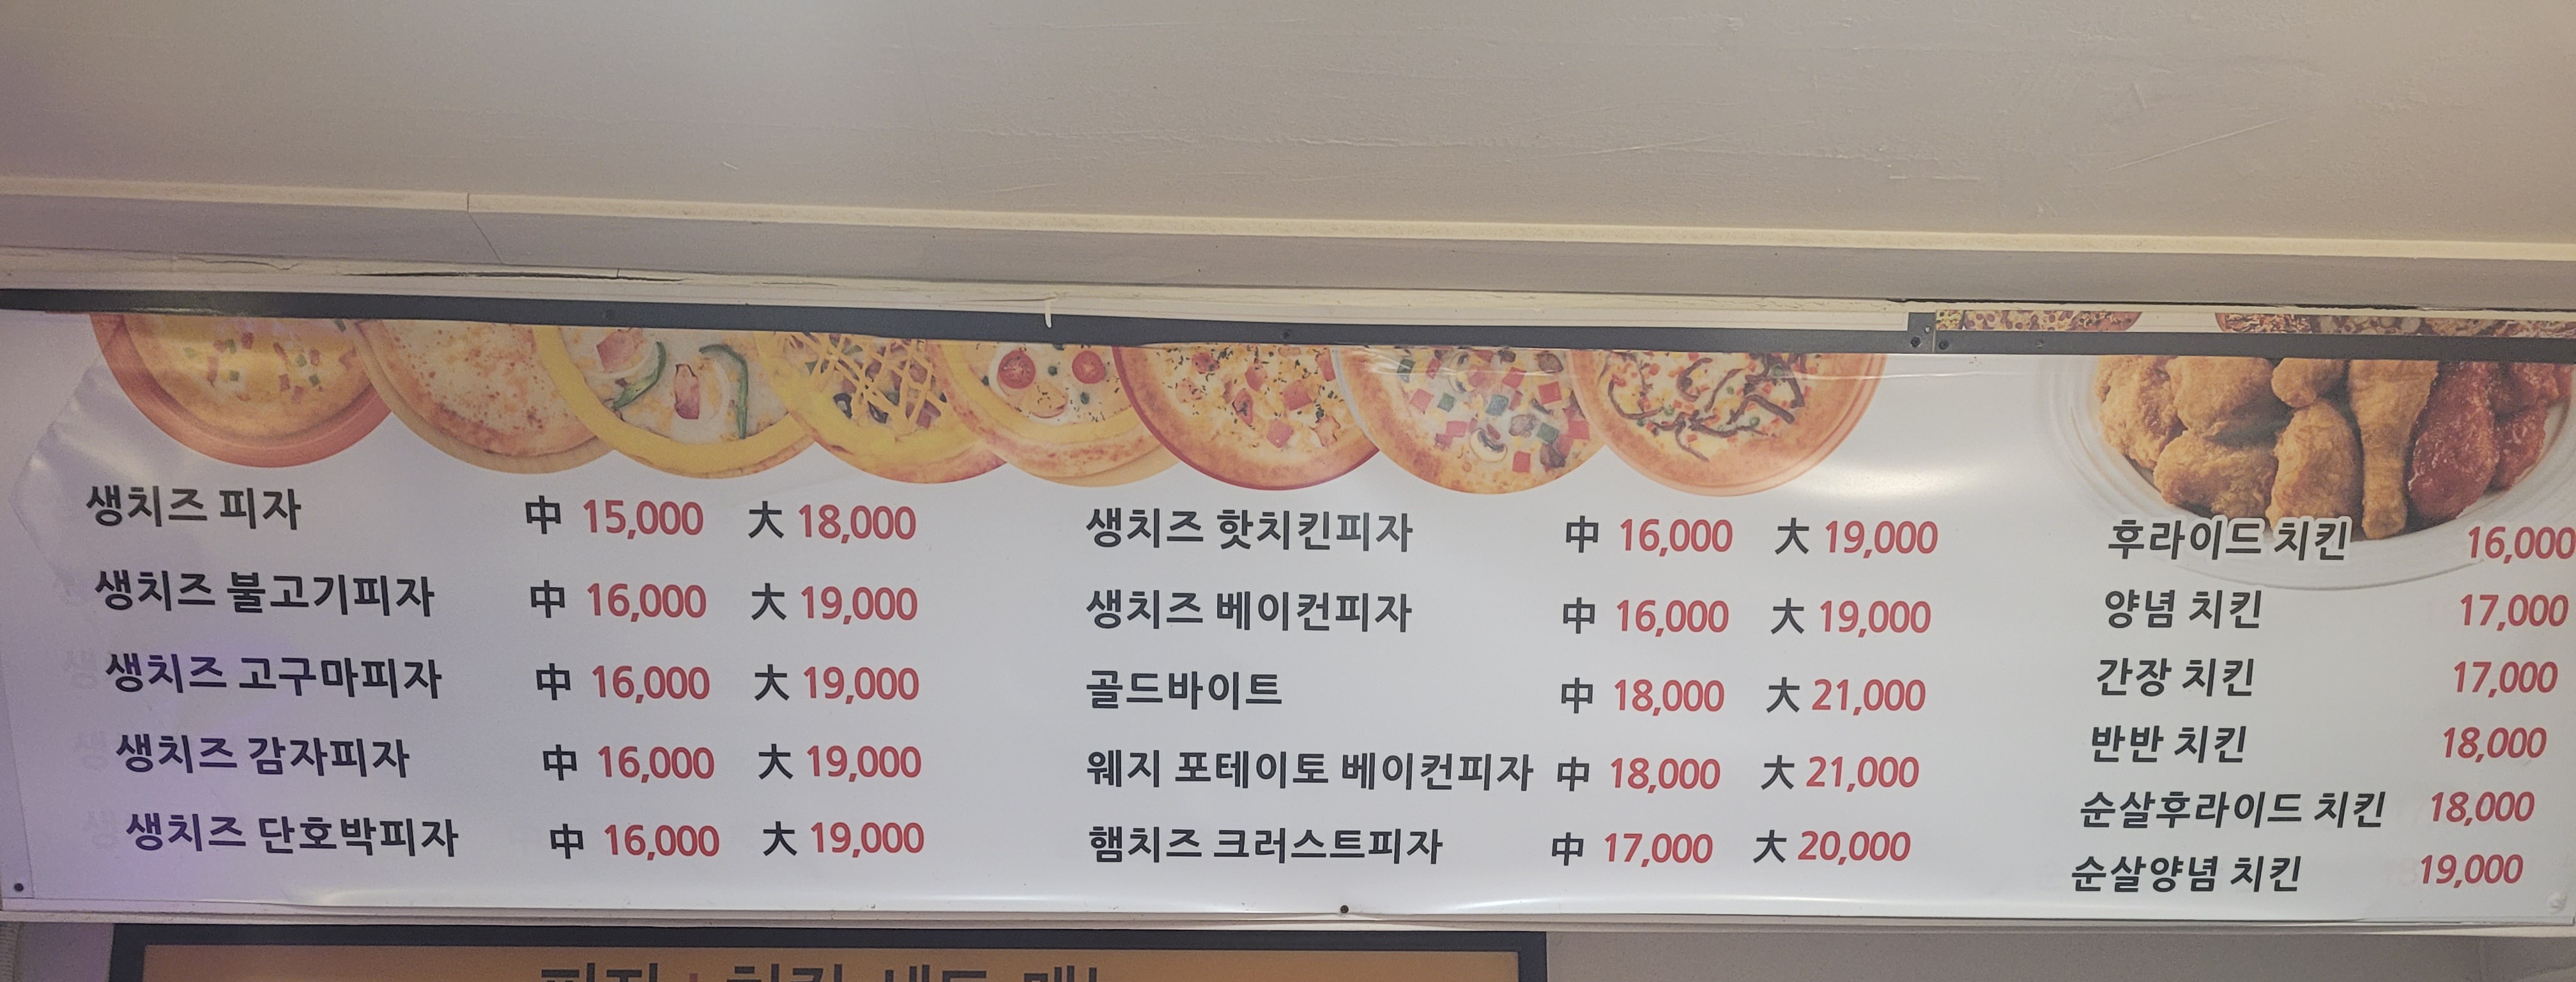 생치즈 피자 中 15,000 大 18,000
생치즈 불고기피자 中 16,000 大 19,000
생치즈 고구마피자 中 16,000 大 19,000
생치즈 감자피자 中 16,000 大 19,000
생치즈 단호박피자 中 16,000 大 19,000
생치즈 핫치킨피자 中 16,000 大 19,000
생치즈 베이컨피자 中 16,000 大 19,000
골드바이트 中 18,000 大 21,000
웨지 포테이토 베이컨피자 中 18,000 大 21,000
햄치즈 크러스트피자 中 17,000 大 20,000
후라이드 치킨 16,000
양념 치킨 17,000
간장 치킨 17,000
반반 치킨 18,000
순살후라이드 치킨 18,000
순살양념 치킨 19,000